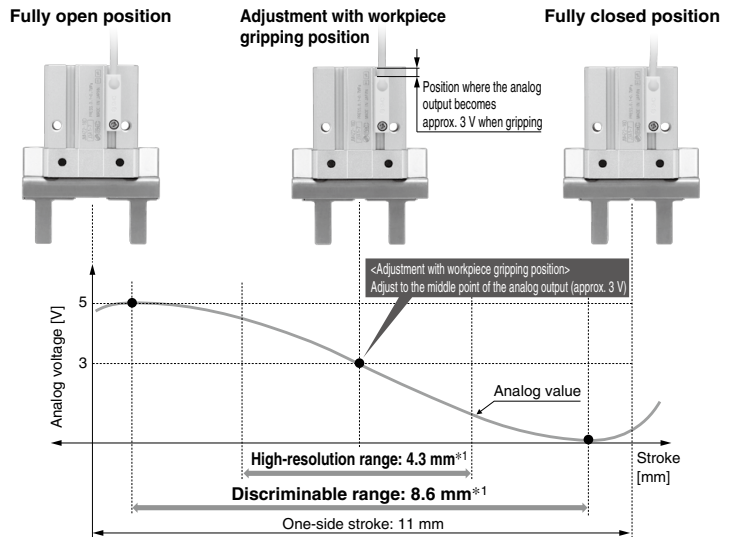 Fully open position
Adjustment with workpiece
gripping position
Fully closed position
Position where the analog
output becomes
approx. 3 V when gripping
<Adjustment with workpiece gripping position>
Adjust to the middle point of the analog output (approx. 3 V)
Analog voltage [V]
5
3
Analog value
Stroke
[mm]
High-resolution range: 4.3 mm*1
Discriminable range: 8.6 mm*1
One-side stroke: 11 mm